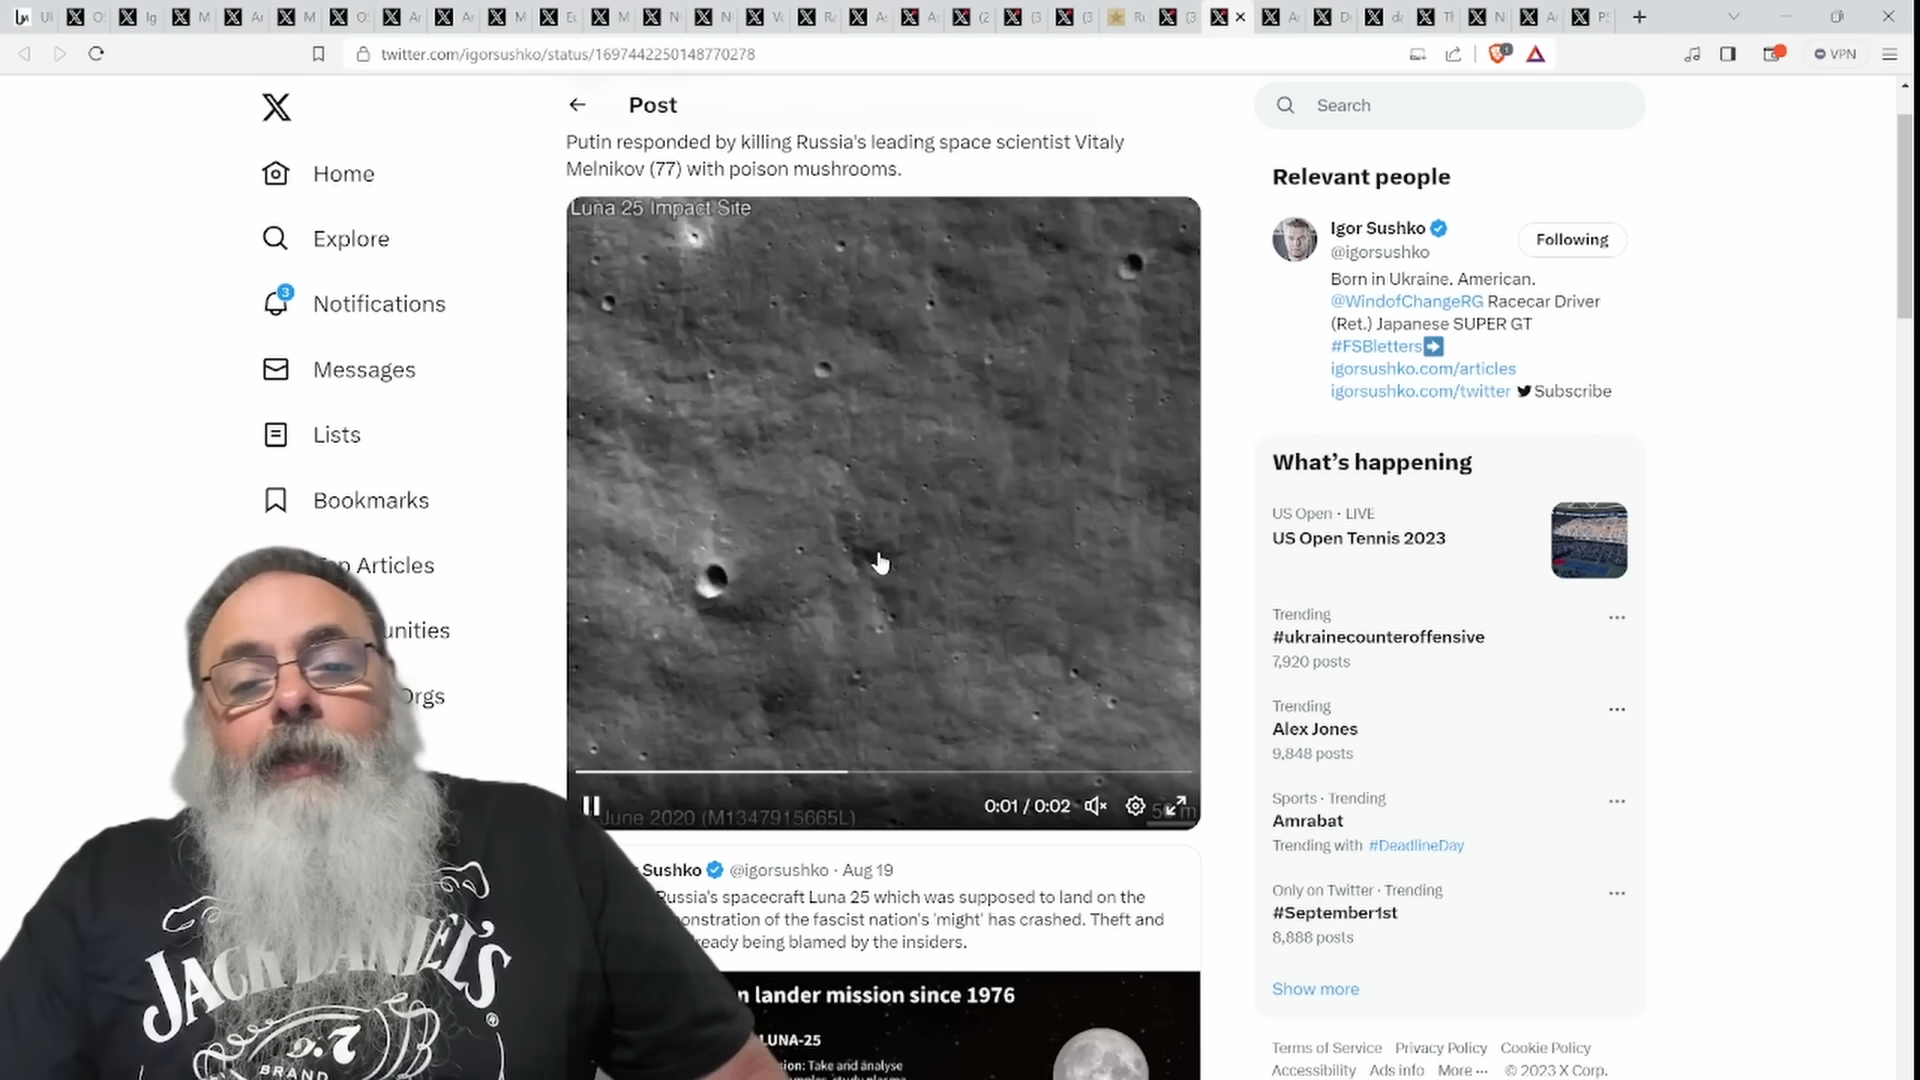 twitter.com/igorsushko/status/1697442250148770278
VPN
Post
Search
Home
Explore
3
Notifications
Messages
Lists
Bookmarks
Top Articles
Putin responded by killing Russia's leading space scientist Vitaly
Melnikov (77) with poison mushrooms.
Luna 25 Impact Site
0:01 / 0:02
June 2020 (M1347915665L)
Sushko @igorsushko · Aug 19
Russia's spacecraft Luna 25 which was supposed to land on the
of the fascist nation's 'might' has crashed. Theft and
being blamed by the insiders.
lander mission since 1976
LUNA-25
Take and analyse
Relevant people
Igor Sushko
@igorsushko
Following
Born in Ukraine. American.
@WindofChangeRG Racecar Driver
(Ret.) Japanese SUPER GT
#FSBletters
igorsushko.com/articles
igorsushko.com/twitter Subscribe
What's happening
US Open · LIVE
US Open Tennis 2023
Trending
#ukrainecounteroffensive
7,920 posts
Trending
Alex Jones
9,848 posts
Sports · Trending
Amrabat
Trending with #DeadlineDay
Only on Twitter · Trending
#September1st
8,888 posts
Show more
Terms of Service Privacy Policy Cookie Policy
Accessibility Ads info More ··· © 2023 X Corp.
JACK DANIEL'S
BRAND